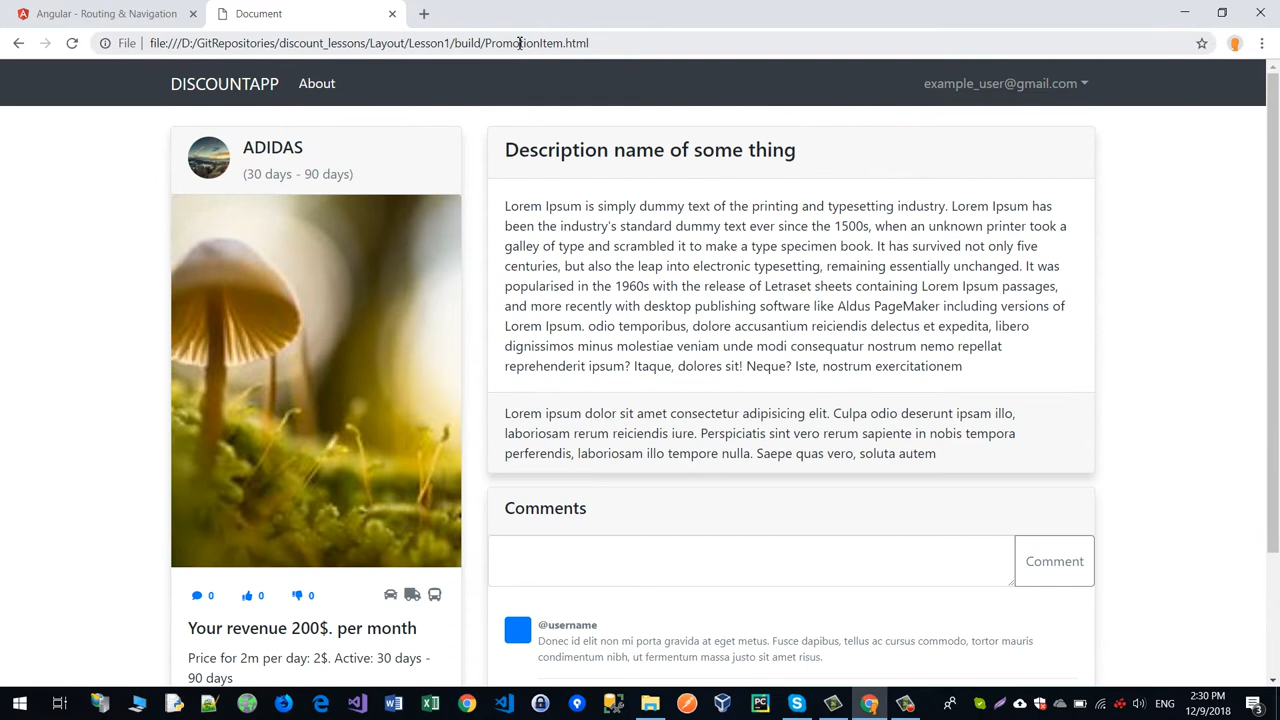 Angular - Routing & Navigation
Document
File
file:///D:/GitRepositories/discount_lessons/Layout/Lesson1/build/PromotionItem.html
DISCOUNTAPP
About
example_user@gmail.com
ADIDAS
(30 days - 90 days)
0
0
0
Your revenue 200$. per month
Price for 2m per day: 2$. Active: 30 days -
90 days
Description name of some thing
Lorem Ipsum is simply dummy text of the printing and typesetting industry. Lorem Ipsum has
been the industry's standard dummy text ever since the 1500s, when an unknown printer took a
galley of type and scrambled it to make a type specimen book. It has survived not only five
centuries, but also the leap into electronic typesetting, remaining essentially unchanged. It was
popularised in the 1960s with the release of Letraset sheets containing Lorem Ipsum passages,
and more recently with desktop publishing software like Aldus PageMaker including versions of
Lorem Ipsum. odio temporibus, dolore accusantium reiciendis delectus et expedita, libero
dignissimos minus molestiae veniam unde modi consequatur nostrum nemo repellat
reprehenderit ipsum? Itaque, dolores sit! Neque? Iste, nostrum exercitationem
Lorem ipsum dolor sit amet consectetur adipisicing elit. Culpa odio deserunt ipsam illo,
laboriosam rerum reiciendis iure. Perspiciatis sint vero rerum sapiente in nobis tempora
perferendis, laboriosam illo tempore nulla. Saepe quas vero, soluta autem
Comments
Comment
@username
Donec id elit non mi porta gravida at eget metus. Fusce dapibus, tellus ac cursus commodo, tortor mauris
condimentum nibh, ut fermentum massa justo sit amet risus.
ENG
2:30 PM
12/9/2018
3